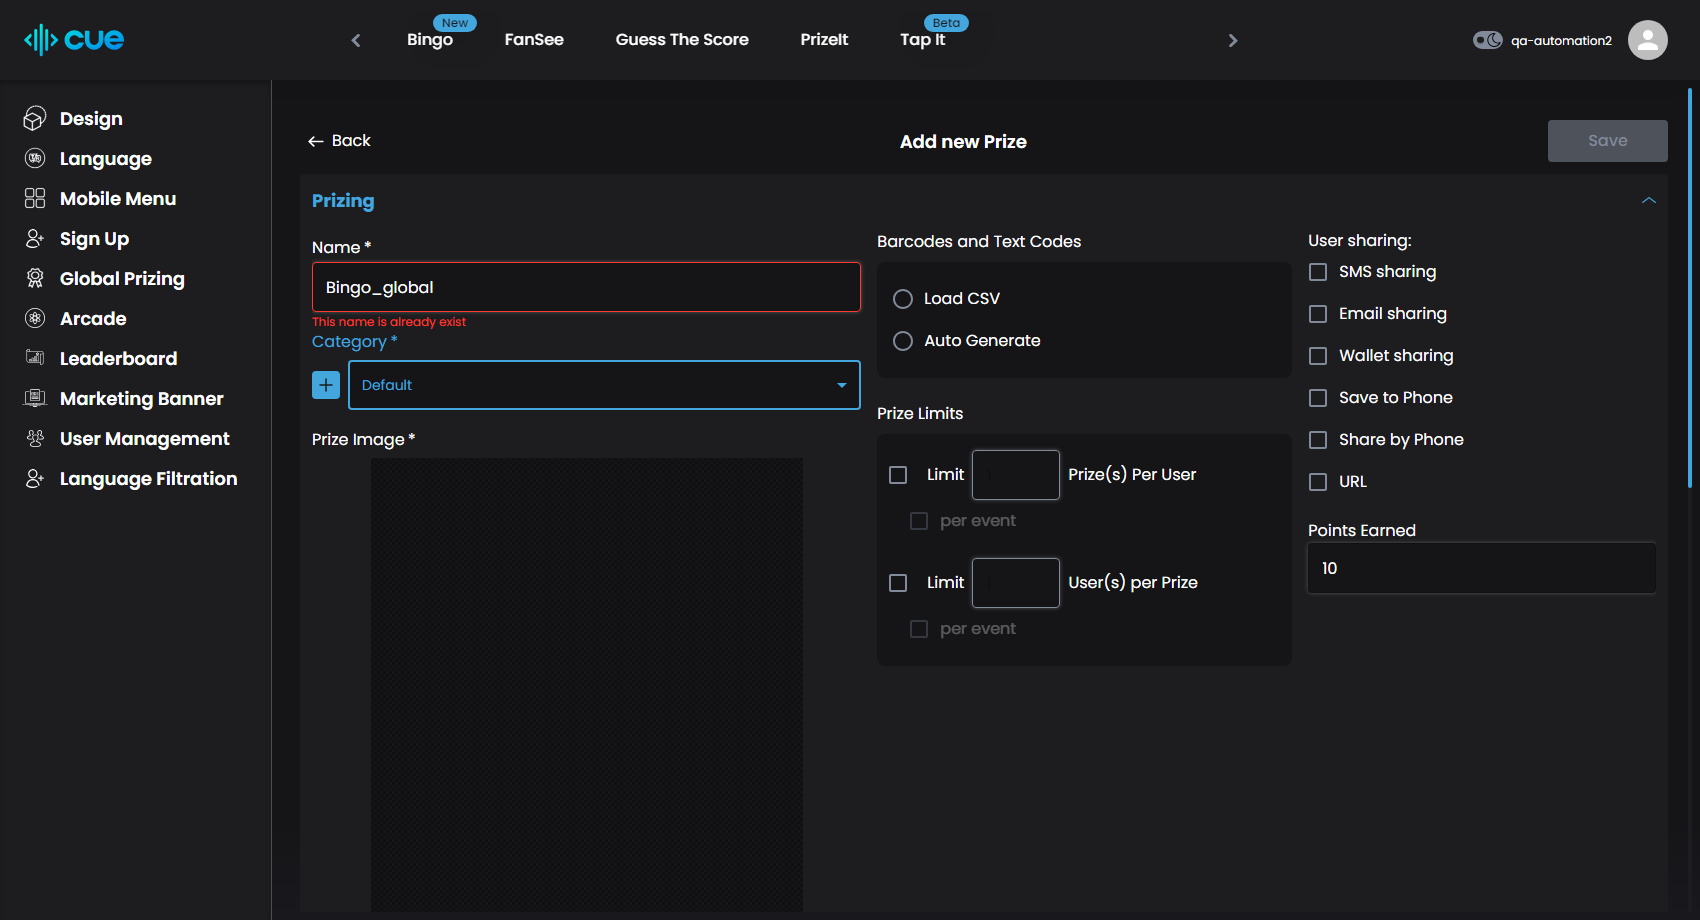 cue
New
Beta
Bingo
FanSee
Guess The Score
PrizeIt
Tap It
qa-automation2
Design
Language
Mobile Menu
Sign Up
Global Prizing
Arcade
Leaderboard
Marketing Banner
User Management
Language Filtration
Back
Add new Prize
Save
Prizing
Name *
Bingo_global
This name is already exist
Category *
Default
Prize Image *
Barcodes and Text Codes
Load CSV
Auto Generate
Prize Limits
Limit
Prize(s) Per User
per event
Limit
User(s) per Prize
per event
User sharing:
SMS sharing
Email sharing
Wallet sharing
Save to Phone
Share by Phone
URL
Points Earned
10